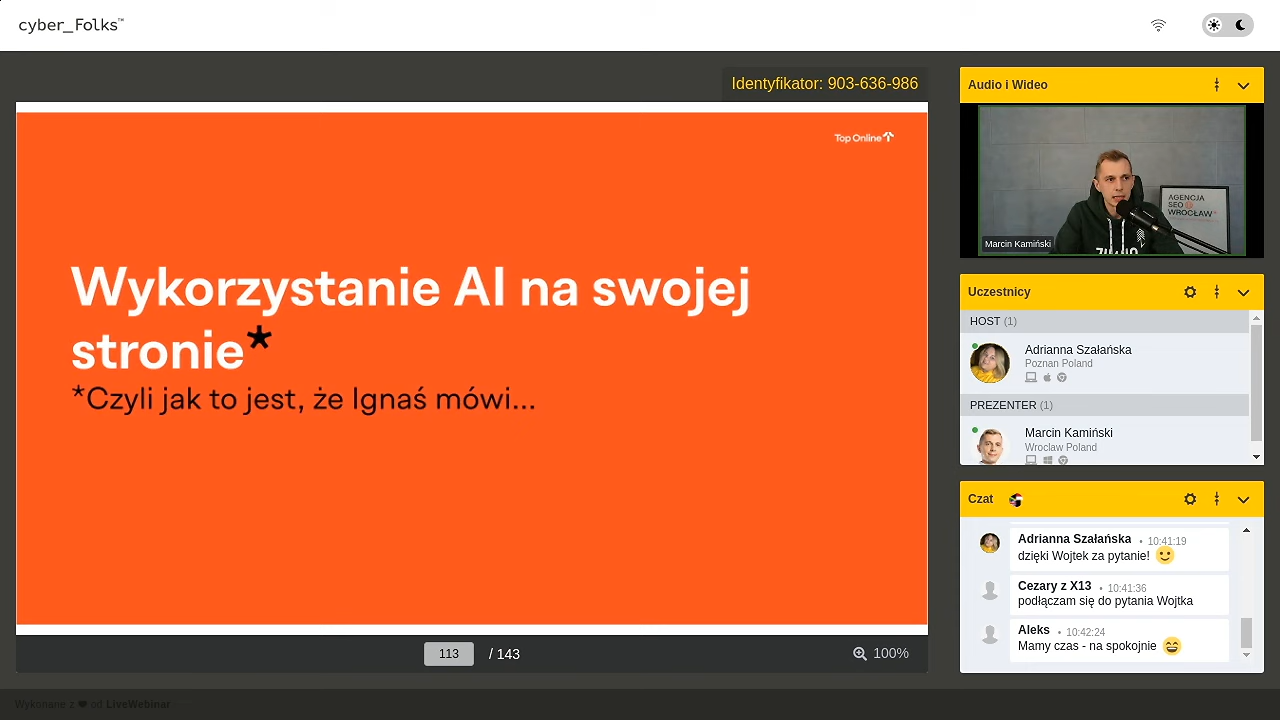 cyber_Folks™
Identyfikator: 903-636-986
Top Online
Wykorzystanie AI na swojej
stronie*
*Czyli jak to jest, że Ignaś mówi...
113 / 143
100%
Audio i Wideo
AGENCJA
SEO
WROCŁAW
Marcin Kamiński
Uczestnicy
HOST (1)
Adrianna Szałańska
Poznan Poland
PREZENTER (1)
Marcin Kamiński
Wroclaw Poland
Czat
Adrianna Szałańska • 10:41:19
dzięki Wojtek za pytanie!
Cezary z X13 • 10:41:36
podłączam się do pytania Wojtka
Aleks • 10:42:24
Mamy czas - na spokojnie
Wykonane z ❤ od LiveWebinar